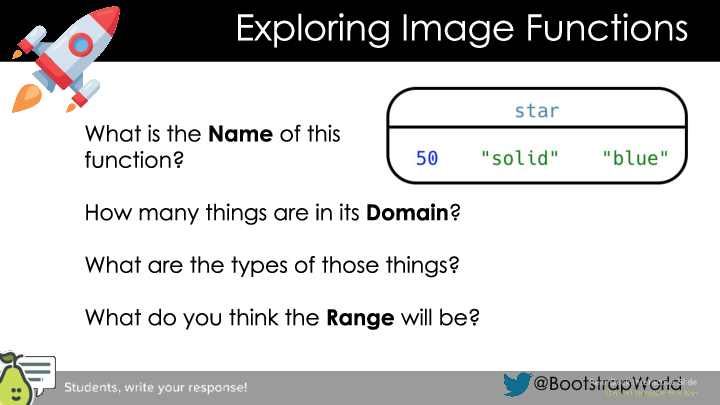 Exploring Image Functions
star
50 "solid" "blue"
What is the Name of this
function?
How many things are in its Domain?
What are the types of those things?
What do you think the Range will be?
Students, write your response!
@BootstrapWorld